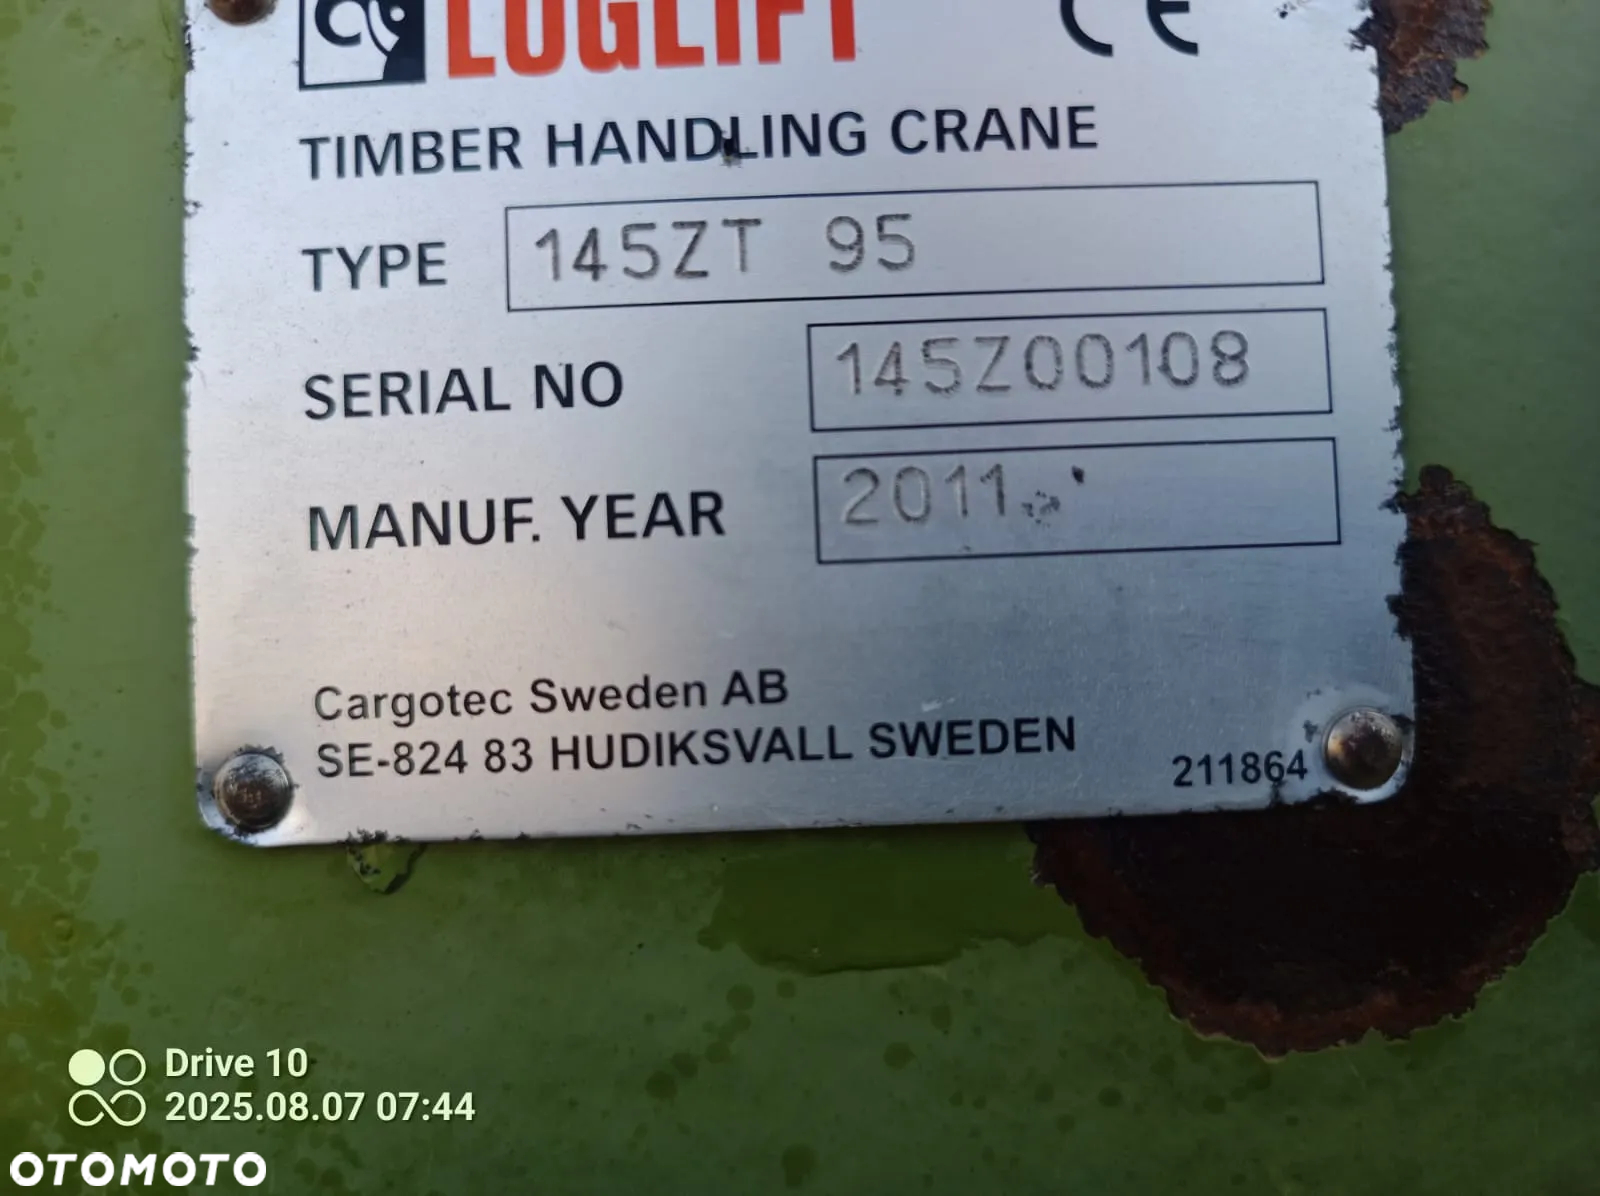 LOGLIFT CE
TIMBER HANDLING CRANE
TYPE 145ZT 95
SERIAL NO 145Z00108
MANUF. YEAR 2011
Cargotec Sweden AB
SE-824 83 HUDIKSVALL SWEDEN
211864
Drive 10
2025.08.07 07:44
OTOMOTO